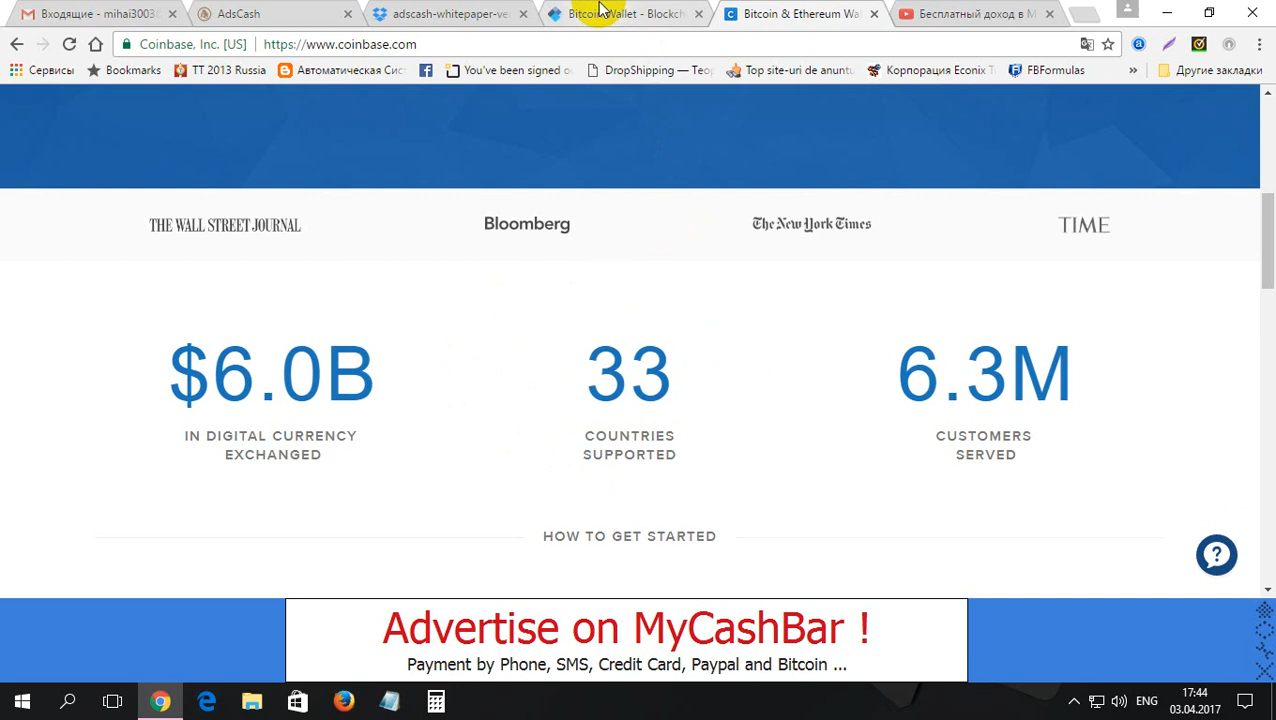 Входящие - mihai3003
AdsCash
adscash-whitepaper-ve
Bitcoin Wallet - Blockch
Bitcoin & Ethereum Wa
Бесплатный доход в М
Coinbase, Inc. [US]
https://www.coinbase.com
Сервисы
Bookmarks
TT 2013 Russia
Автоматическая Сис
You've been signed o
DropShipping — Теор
Top site-uri de anuntu
Корпорация Econix T
FBFormulas
»
Другие закладки
THE WALL STREET JOURNAL
Bloomberg
The New York Times
TIME
$6.0B
33
6.3M
IN DIGITAL CURRENCY
EXCHANGED
COUNTRIES
SUPPORTED
CUSTOMERS
SERVED
HOW TO GET STARTED
Advertise on MyCashBar !
Payment by Phone, SMS, Credit Card, Paypal and Bitcoin ...
ENG
17:44
03.04.2017